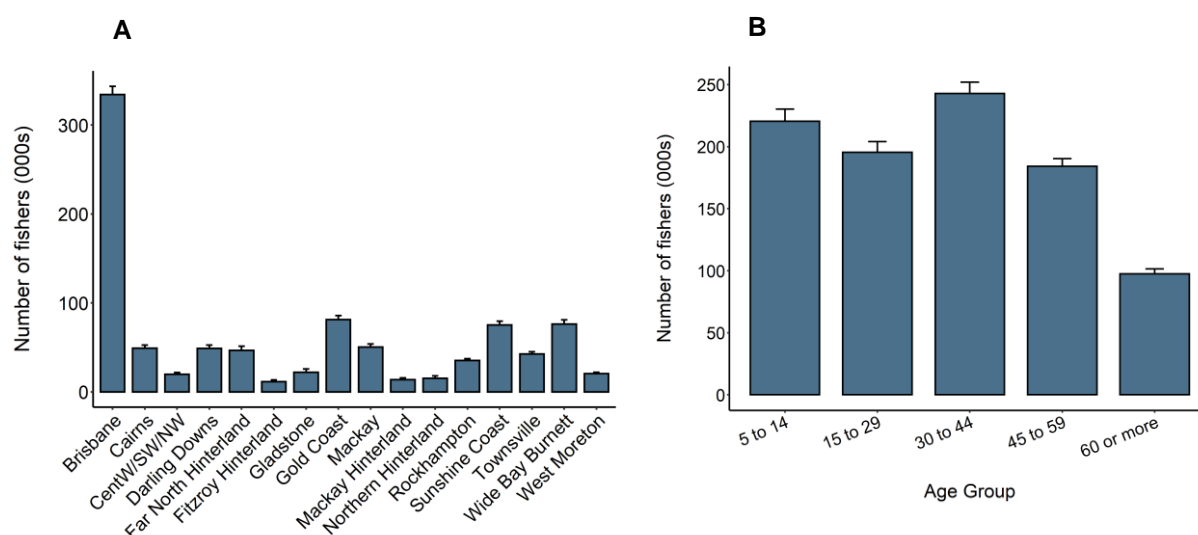 A
Number of fishers (000s)
300
200
100
0
Brisbane
Cairns
CentW/SW/NW
Darling Downs
Far North Hinterland
Fitzroy Hinterland
Gladstone
Gold Coast
Mackay
Mackay Hinterland
Northern Hinterland
Rockhampton
Sunshine Coast
Townsville
Wide Bay Burnett
West Moreton
B
Number of fishers (000s)
250
200
150
100
50
0
5 to 14
15 to 29
30 to 44
45 to 59
60 or more
Age Group